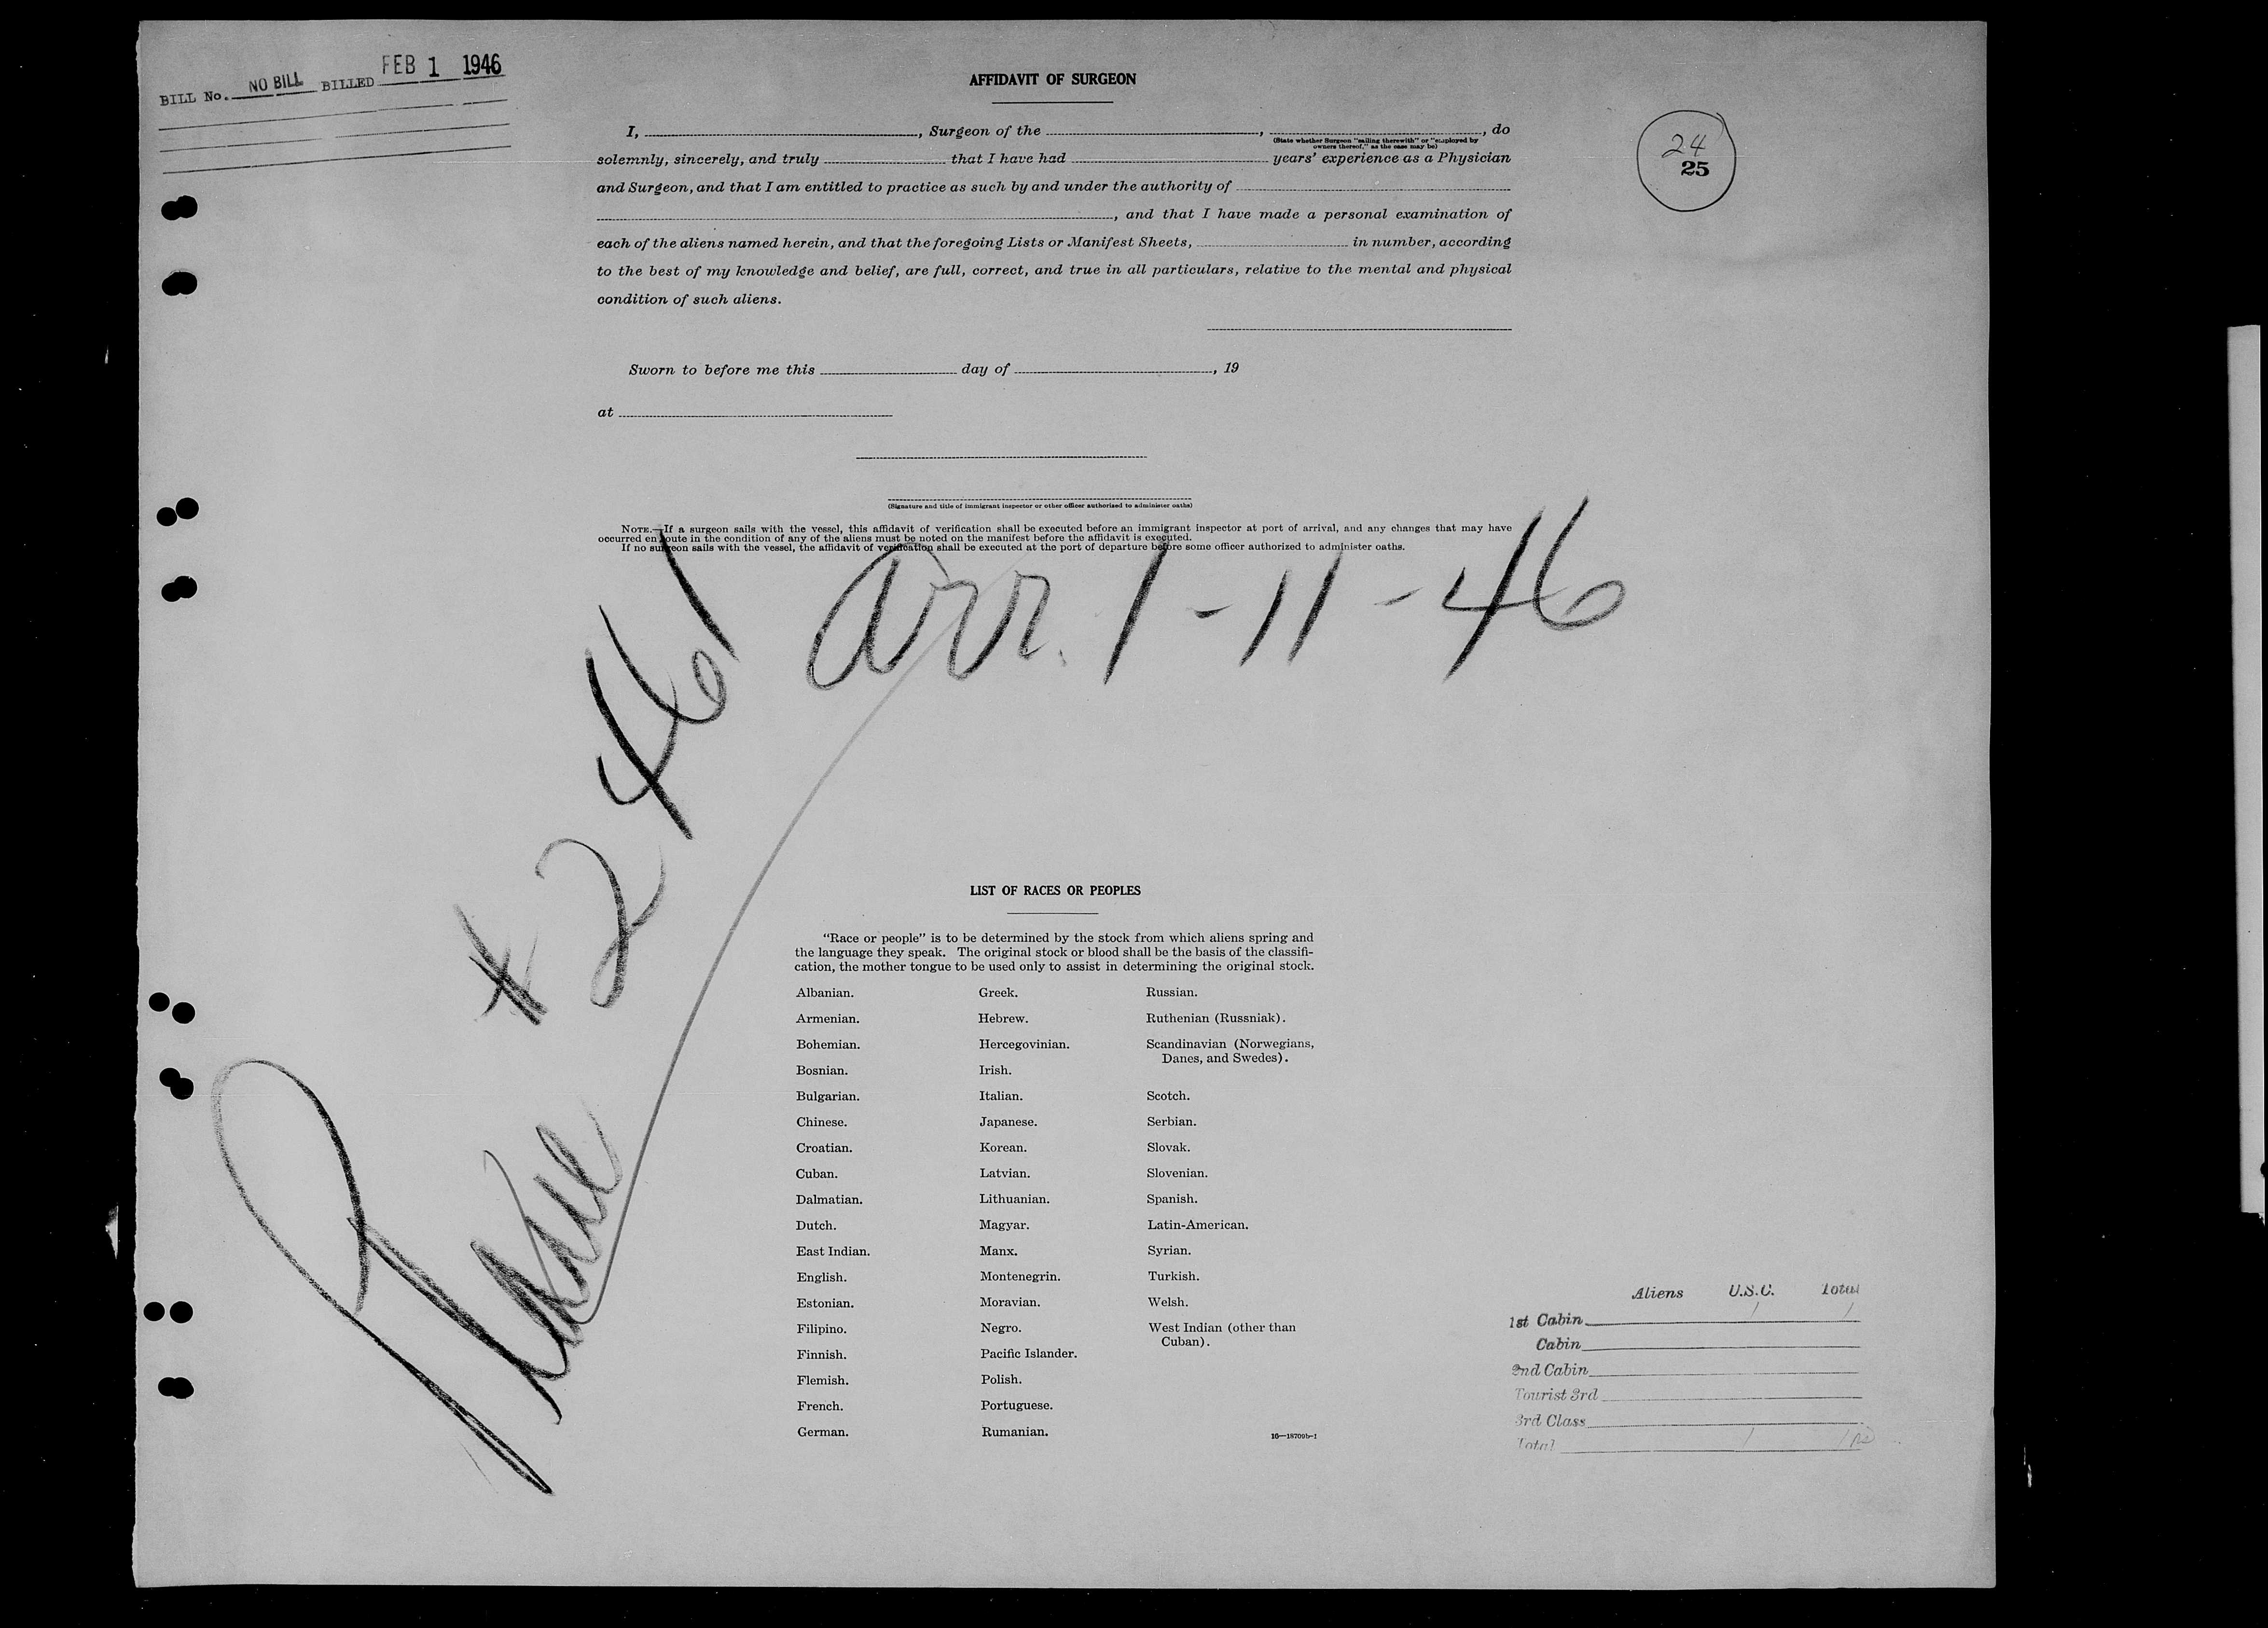 BILL No. NO BILL BILLED FEB 1 1946
AFFIDAVIT OF SURGEON
24
25
I, , Surgeon of the , , do
(State whether Surgeon "sailing therewith" or "employed by
owners thereof," as the case may be)
solemnly, sincerely, and truly that I have had years' experience as a Physician
and Surgeon, and that I am entitled to practice as such by and under the authority of
, and that I have made a personal examination of
each of the aliens named herein, and that the foregoing Lists or Manifest Sheets, in number, according
to the best of my knowledge and belief, are full, correct, and true in all particulars, relative to the mental and physical
condition of such aliens.
Sworn to before me this day of , 19
at
(Signature and title of immigrant inspector or other officer authorized to administer oaths)
NOTE.—If a surgeon sails with the vessel, this affidavit of verification shall be executed before an immigrant inspector at port of arrival, and any changes that may have
occurred en route in the condition of any of the aliens must be noted on the manifest before the affidavit is executed.
If no surgeon sails with the vessel, the affidavit of verification shall be executed at the port of departure before some officer authorized to administer oaths.
arr. 1-11-46
Plane #2461
LIST OF RACES OR PEOPLES
"Race or people" is to be determined by the stock from which aliens spring and
the language they speak. The original stock or blood shall be the basis of the classifi-
cation, the mother tongue to be used only to assist in determining the original stock.
Albanian. Greek. Russian.
Armenian. Hebrew. Ruthenian (Russniak).
Bohemian. Hercegovinian. Scandinavian (Norwegians,
Danes, and Swedes).
Bosnian. Irish.
Bulgarian. Italian. Scotch.
Chinese. Japanese. Serbian.
Croatian. Korean. Slovak.
Cuban. Latvian. Slovenian.
Dalmatian. Lithuanian. Spanish.
Dutch. Magyar. Latin-American.
East Indian. Manx. Syrian.
English. Montenegrin. Turkish.
Estonian. Moravian. Welsh.
Filipino. Negro. West Indian (other than
Cuban).
Finnish. Pacific Islander.
Flemish. Polish.
French. Portuguese.
German. Rumanian.
16—18709b-1
Aliens U.S.C. Total
1st Cabin 1 1
Cabin
2nd Cabin
Tourist 3rd
3rd Class
Total 1 1